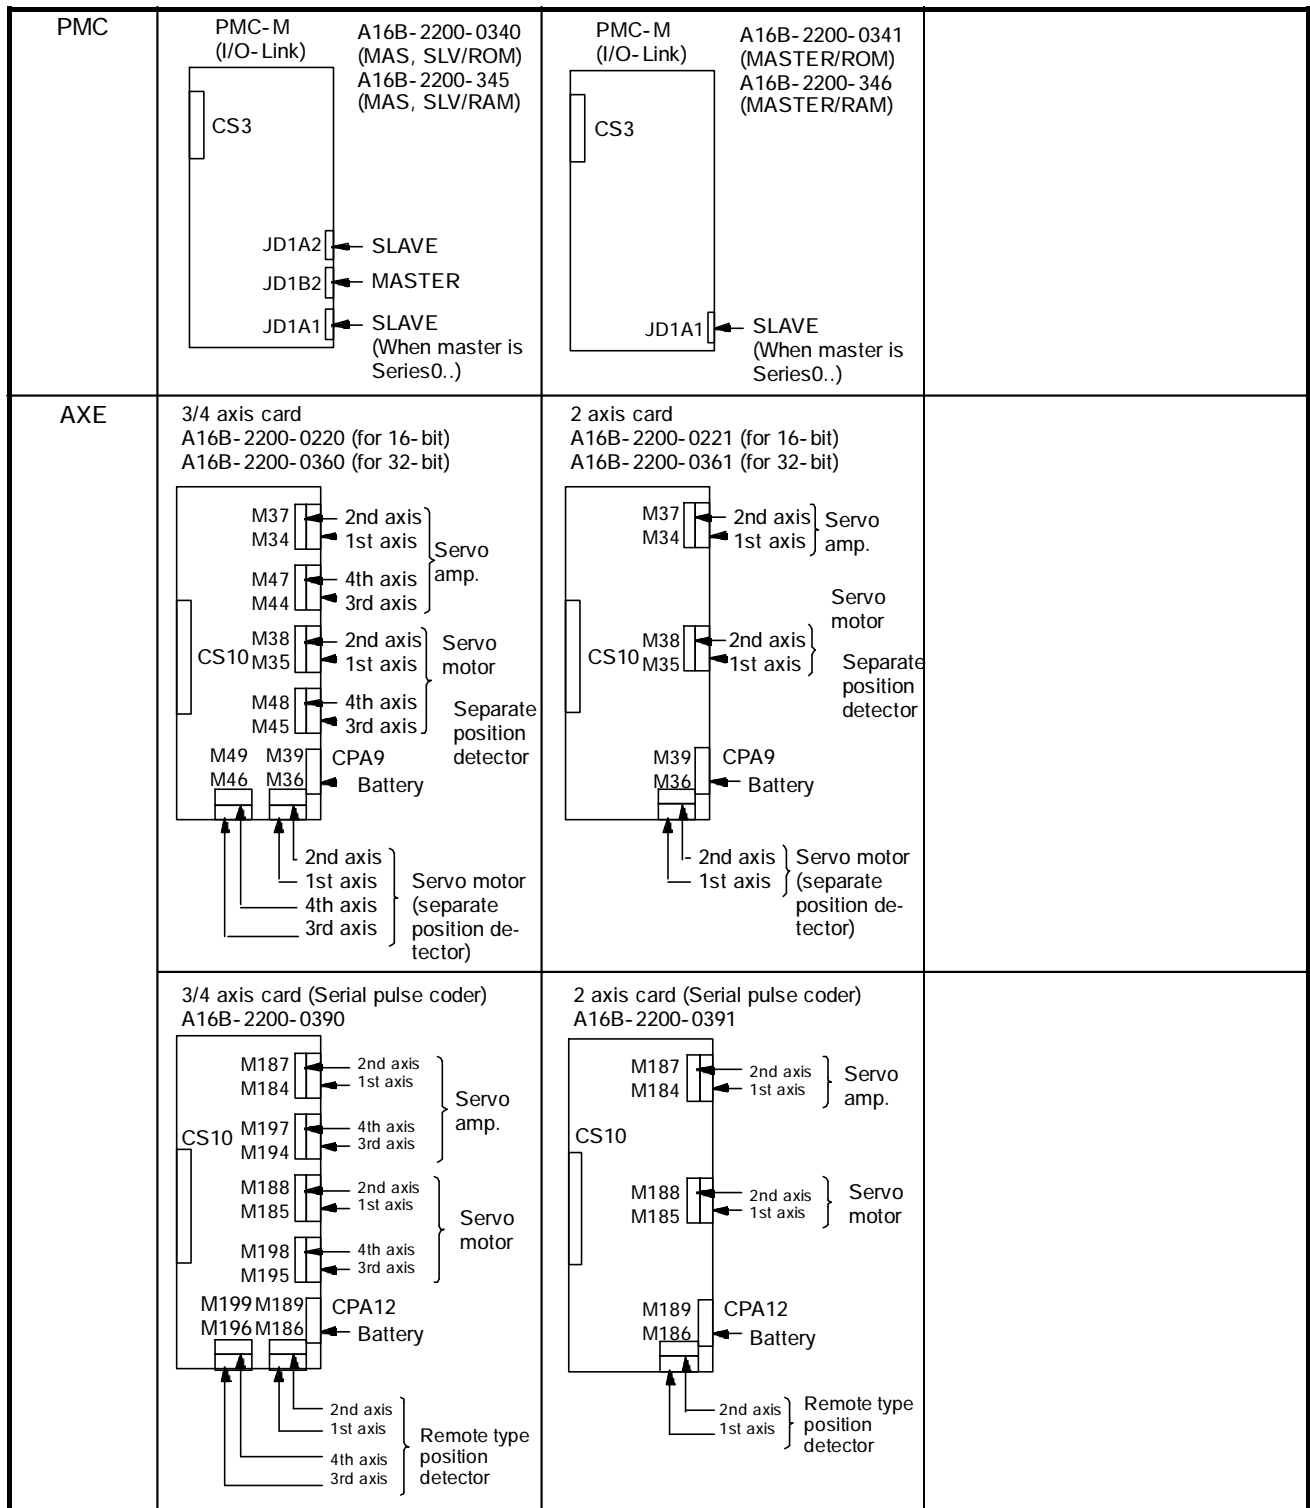 PMC
PMC-M
(I/O-Link)
A16B-2200-0340
(MAS, SLV/ROM)
A16B-2200-345
(MAS, SLV/RAM)
CS3
JD1A2
SLAVE
JD1B2
MASTER
JD1A1
SLAVE
(When master is
Series0..)
PMC-M
(I/O-Link)
A16B-2200-0341
(MASTER/ROM)
A16B-2200-346
(MASTER/RAM)
CS3
JD1A1
SLAVE
(When master is
Series0..)
AXE
3/4 axis card
A16B-2200-0220 (for 16-bit)
A16B-2200-0360 (for 32-bit)
M37
2nd axis
M34
1st axis
Servo
amp.
M47
4th axis
M44
3rd axis
M38
2nd axis
CS10
M35
1st axis
Servo
motor
M48
4th axis
M45
3rd axis
Separate
position
detector
M49
M39
CPA9
M46
M36
Battery
2nd axis
1st axis
4th axis
3rd axis
Servo motor
(separate
position de-
tector)
2 axis card
A16B-2200-0221 (for 16-bit)
A16B-2200-0361 (for 32-bit)
M37
2nd axis
M34
1st axis
Servo
amp.
Servo
motor
M38
2nd axis
CS10
M35
1st axis
Separate
position
detector
M39
CPA9
M36
Battery
2nd axis
1st axis
Servo motor
(separate
position de-
tector)
3/4 axis card (Serial pulse coder)
A16B-2200-0390
M187
2nd axis
M184
1st axis
Servo
amp.
CS10
M197
4th axis
M194
3rd axis
M188
2nd axis
M185
1st axis
Servo
motor
M198
4th axis
M195
3rd axis
M199
M189
CPA12
M196
M186
Battery
2nd axis
1st axis
4th axis
3rd axis
Remote type
position
detector
2 axis card (Serial pulse coder)
A16B-2200-0391
M187
2nd axis
M184
1st axis
Servo
amp.
CS10
M188
2nd axis
M185
1st axis
Servo
motor
M189
CPA12
M186
Battery
2nd axis
1st axis
Remote type
position
detector